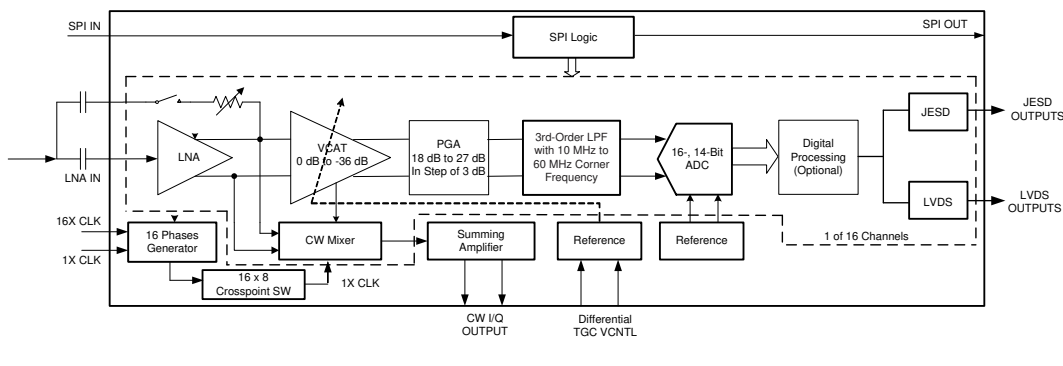 SPI IN
SPI Logic
SPI OUT
LNA
LNA IN
VCAT
0 dB to -36 dB
PGA
18 dB to 27 dB
In Step of 3 dB
3rd-Order LPF
with 10 MHz to
60 MHz Corner
Frequency
16-, 14-Bit
ADC
Digital
Processing
(Optional)
JESD
JESD
OUTPUTS
LVDS
LVDS
OUTPUTS
16X CLK
1X CLK
16 Phases
Generator
CW Mixer
Summing
Amplifier
Reference
Reference
1 of 16 Channels
16 x 8
Crosspoint SW
1X CLK
CW I/Q
OUTPUT
Differential
TGC VCNTL